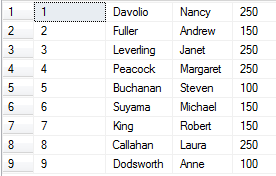 1 1 Davolio Nancy 250
2 2 Fuller Andrew 150
3 3 Leverling Janet 250
4 4 Peacock Margaret 250
5 5 Buchanan Steven 100
6 6 Suyama Michael 150
7 7 King Robert 150
8 8 Callahan Laura 250
9 9 Dodsworth Anne 100